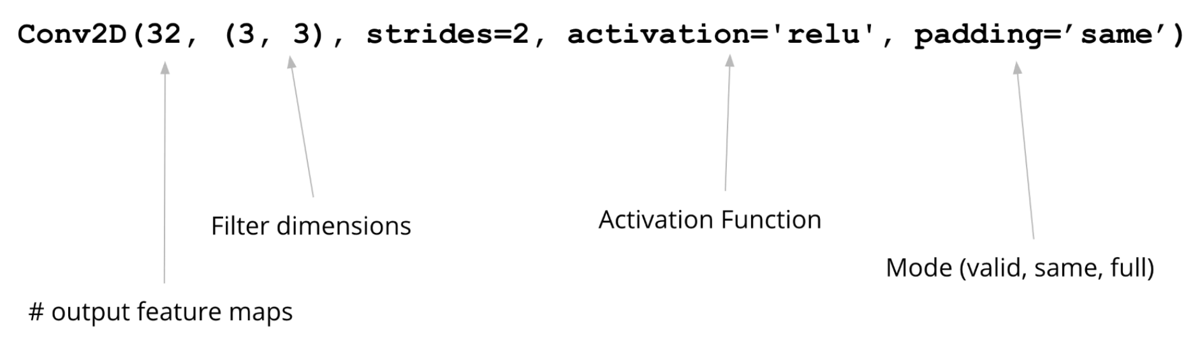 Conv2D(32, (3, 3), strides=2, activation='relu', padding=’same’)
Filter dimensions
Activation Function
Mode (valid, same, full)
# output feature maps